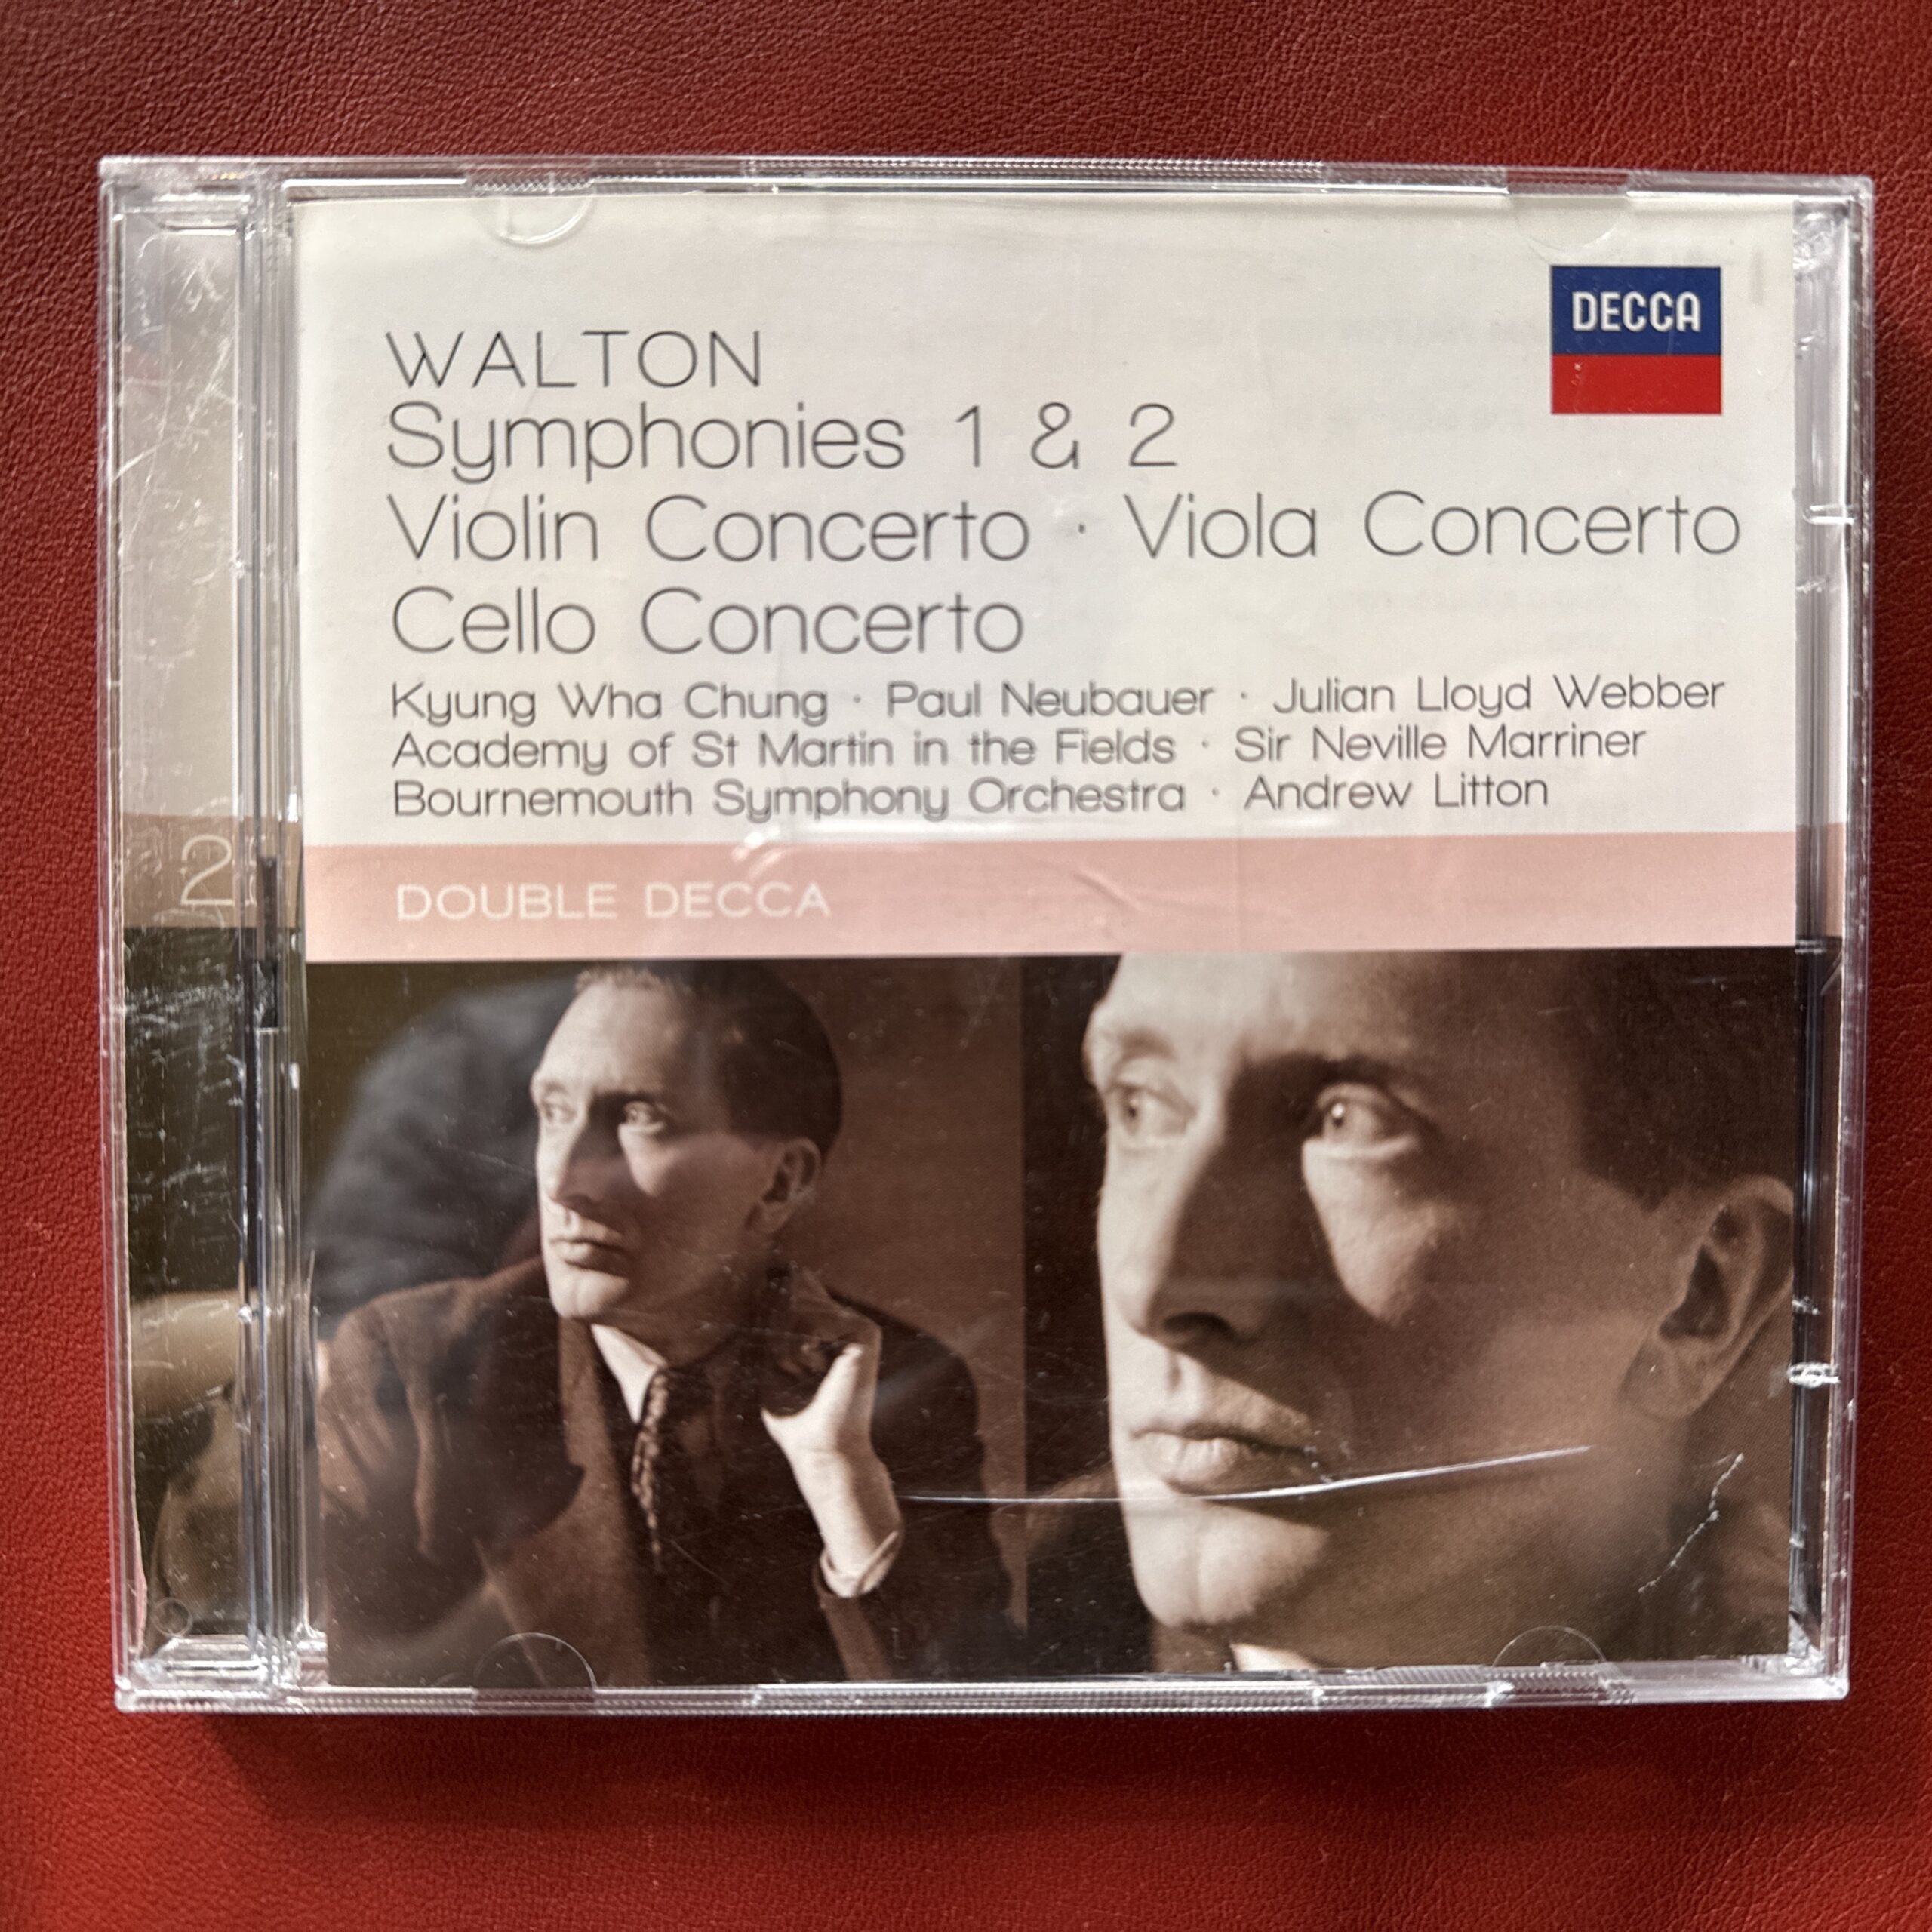 DECCA
WALTON
Symphonies 1 & 2
Violin Concerto · Viola Concerto
Cello Concerto
Kyung Wha Chung · Paul Neubauer · Julian Lloyd Webber
Academy of St Martin in the Fields · Sir Neville Marriner
Bournemouth Symphony Orchestra · Andrew Litton
2
DOUBLE DECCA